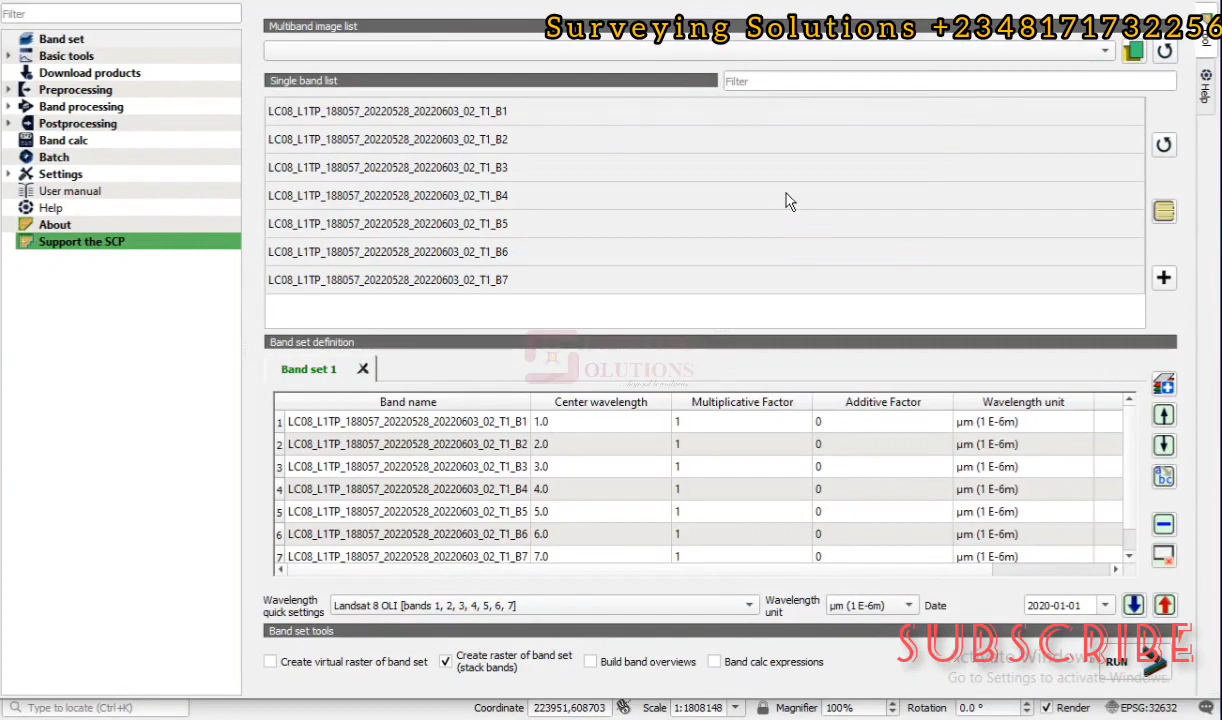 Filter
Band set
Basic tools
Download products
Preprocessing
Band processing
Postprocessing
Band calc
Batch
Settings
User manual
Help
About
Support the SCP
Multiband image list
Surveying Solutions +2348171732256
Single band list
Filter
LC08_L1TP_188057_20220528_20220603_02_T1_B1
LC08_L1TP_188057_20220528_20220603_02_T1_B2
LC08_L1TP_188057_20220528_20220603_02_T1_B3
LC08_L1TP_188057_20220528_20220603_02_T1_B4
LC08_L1TP_188057_20220528_20220603_02_T1_B5
LC08_L1TP_188057_20220528_20220603_02_T1_B6
LC08_L1TP_188057_20220528_20220603_02_T1_B7
Help
Band set definition
OLUTIONS
Band set 1
Band name Center wavelength Multiplicative Factor Additive Factor Wavelength unit
1 LC08_L1TP_188057_20220528_20220603_02_T1_B1 1.0 1 0 µm (1 E-6m)
2 LC08_L1TP_188057_20220528_20220603_02_T1_B2 2.0 1 0 µm (1 E-6m)
3 LC08_L1TP_188057_20220528_20220603_02_T1_B3 3.0 1 0 µm (1 E-6m)
4 LC08_L1TP_188057_20220528_20220603_02_T1_B4 4.0 1 0 µm (1 E-6m)
5 LC08_L1TP_188057_20220528_20220603_02_T1_B5 5.0 1 0 µm (1 E-6m)
6 LC08_L1TP_188057_20220528_20220603_02_T1_B6 6.0 1 0 µm (1 E-6m)
7 LC08_L1TP_188057_20220528_20220603_02_T1_B7 7.0 1 0 µm (1 E-6m)
Wavelength quick settings Landsat 8 OLI [bands 1, 2, 3, 4, 5, 6, 7] Wavelength unit µm (1 E-6m) Date 2020-01-01
Band set tools
SUBSCRIBE
Create virtual raster of band set Create raster of band set (stack bands) Build band overviews Band calc expressions RUN
Activate Windows
Go to Settings to activate Windows.
Type to locate (Ctrl+K) Coordinate 223951,608703 Scale 1:1808148 Magnifier 100% Rotation 0.0 ° Render EPSG:32632